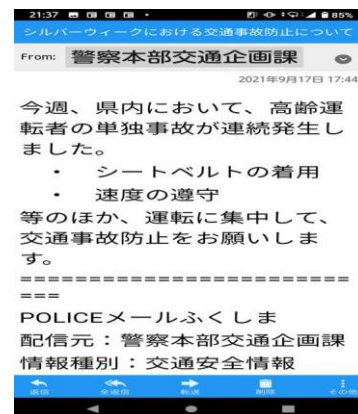 21:37
85%
シルバーウィークにおける交通事故防止について
From: 警察本部交通企画課
2021年9月17日 17:44
今週、県内において、高齢運
転者の単独事故が連続発生し
ました。
・ シートベルトの着用
・ 速度の遵守
等のほか、運転に集中して、
交通事故防止をお願いしま
す。
==========================
===
POLICEメールふくしま
配信元：警察本部交通企画課
情報種別：交通安全情報
返信 全返信 転送 削除 その他